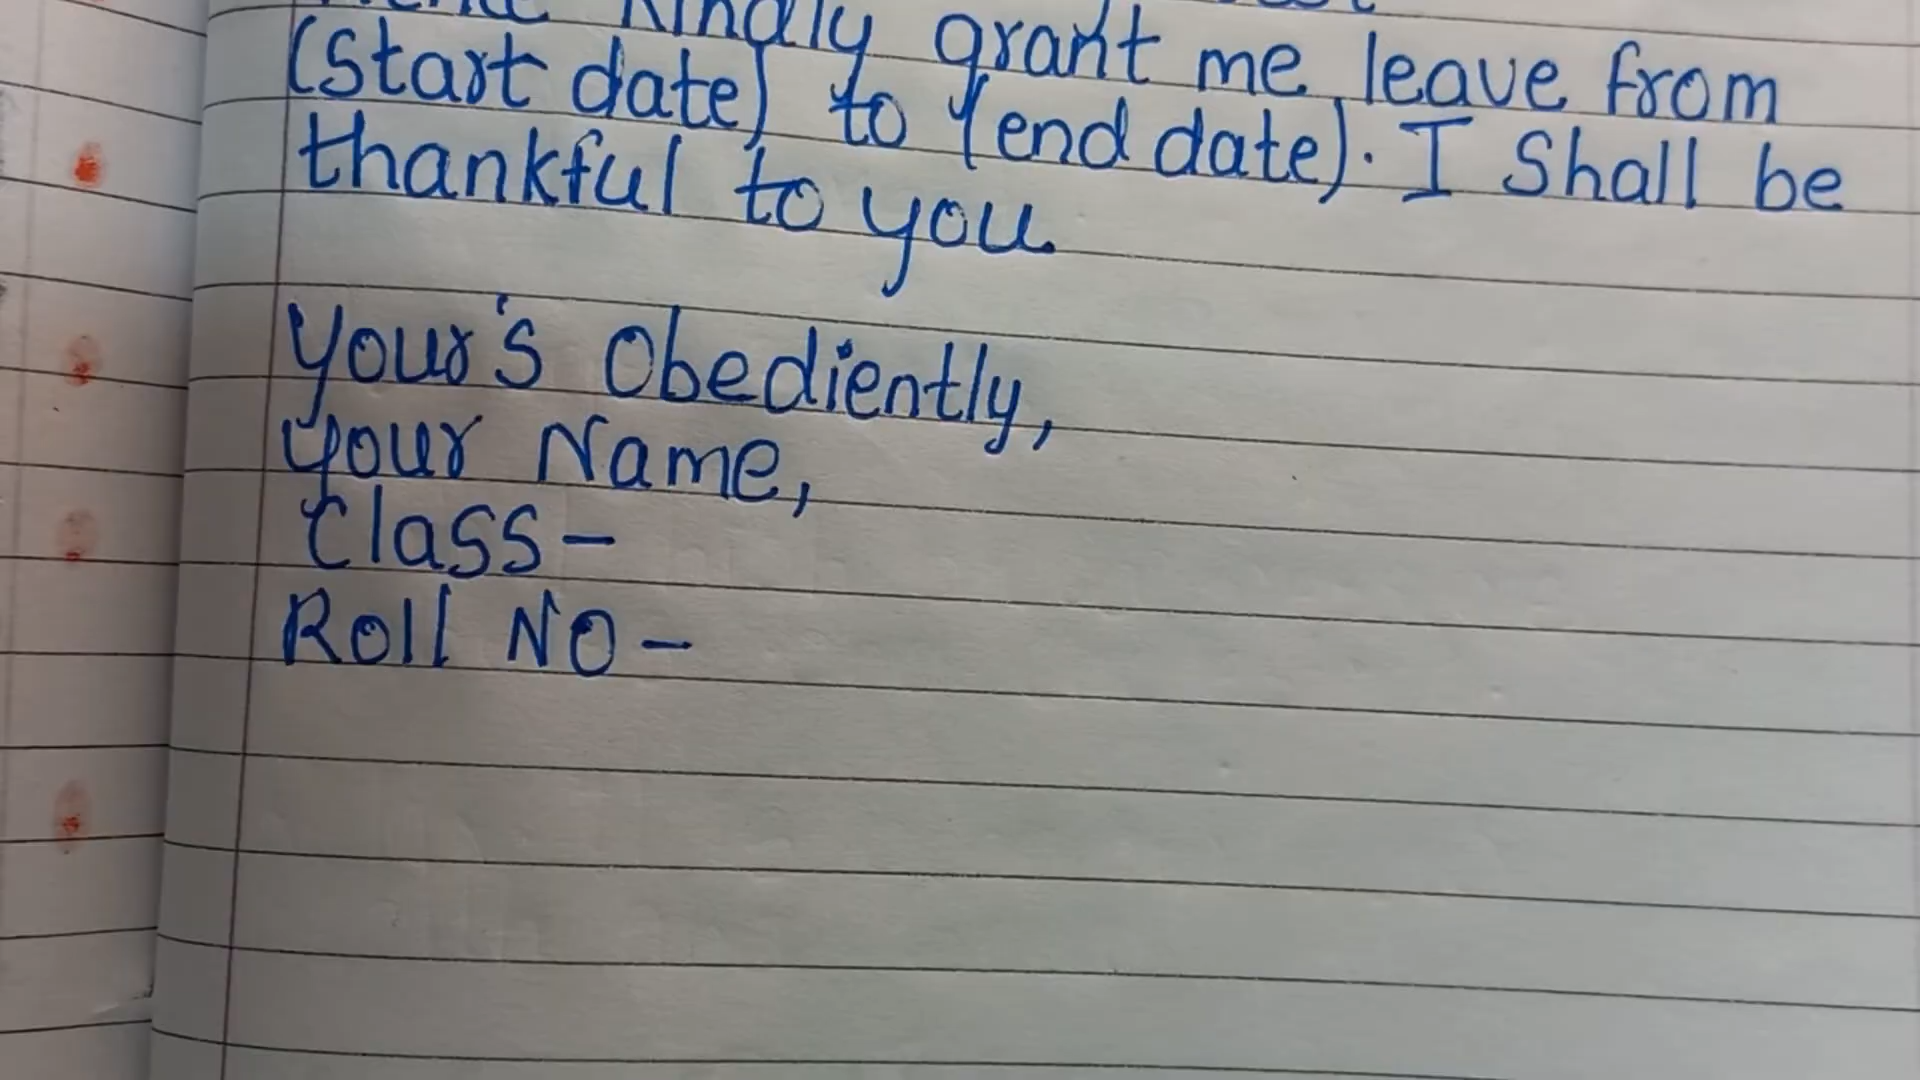 Kindly grant me leave from
(Start date) to (end date). I Shall be
thankful to you.
Your's Obediently,
Your Name,
Class-
Roll NO-